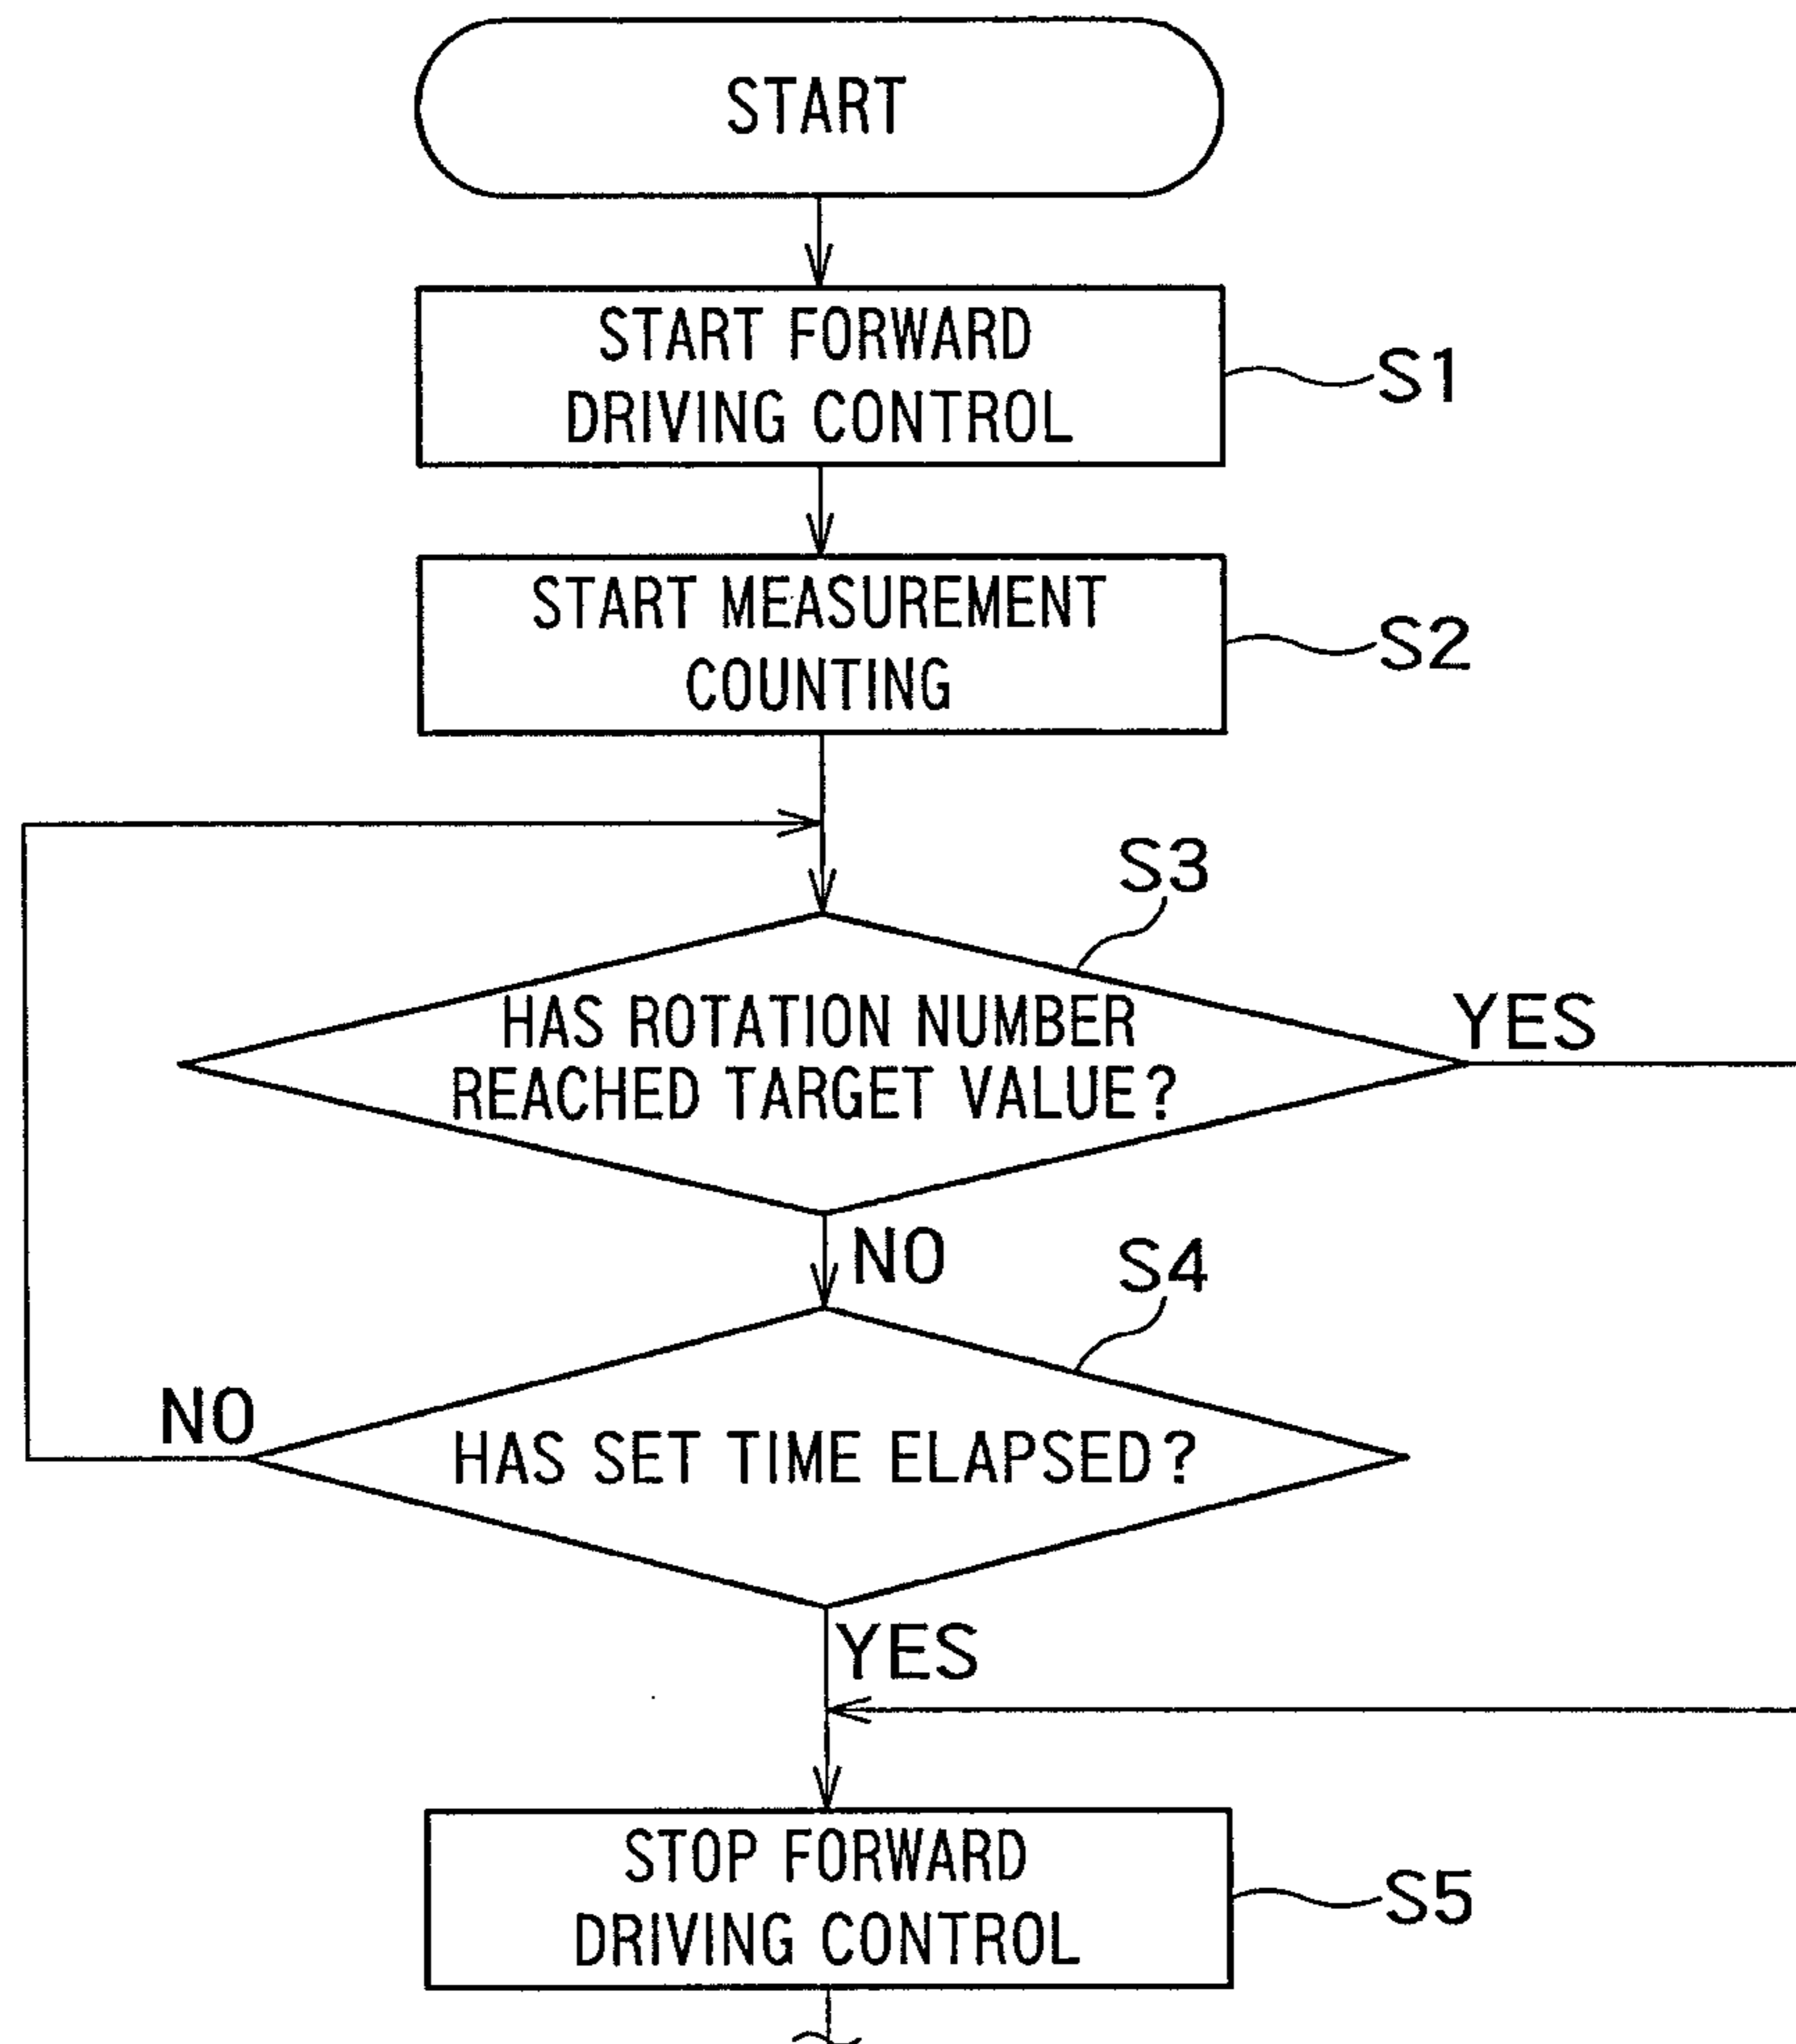 START
START FORWARD
DRIVING CONTROL
S1
START MEASUREMENT
COUNTING
S2
S3
HAS ROTATION NUMBER
REACHED TARGET VALUE?
YES
NO
S4
NO
HAS SET TIME ELAPSED?
YES
STOP FORWARD
DRIVING CONTROL
S5